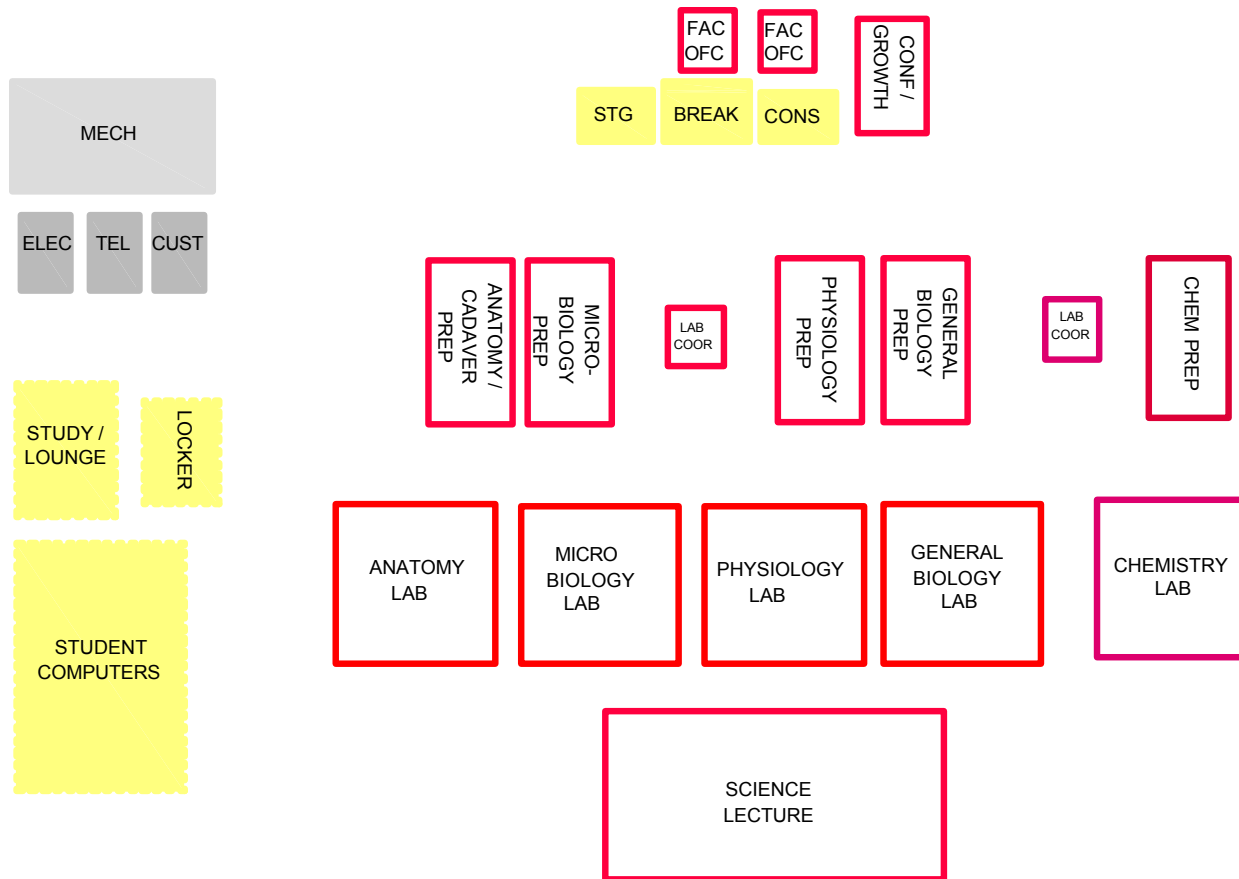 FAC
OFC
FAC
OFC
CONF /
GROWTH
STG
BREAK
CONS
MECH
ELEC
TEL
CUST
ANATOMY /
CADAVER
PREP
MICRO-
BIOLOGY
PREP
LAB
COOR
PHYSIOLOGY
PREP
GENERAL
BIOLOGY
PREP
LAB
COOR
CHEM PREP
STUDY /
LOUNGE
LOCKER
ANATOMY
LAB
MICRO
BIOLOGY
LAB
PHYSIOLOGY
LAB
GENERAL
BIOLOGY
LAB
CHEMISTRY
LAB
STUDENT
COMPUTERS
SCIENCE
LECTURE